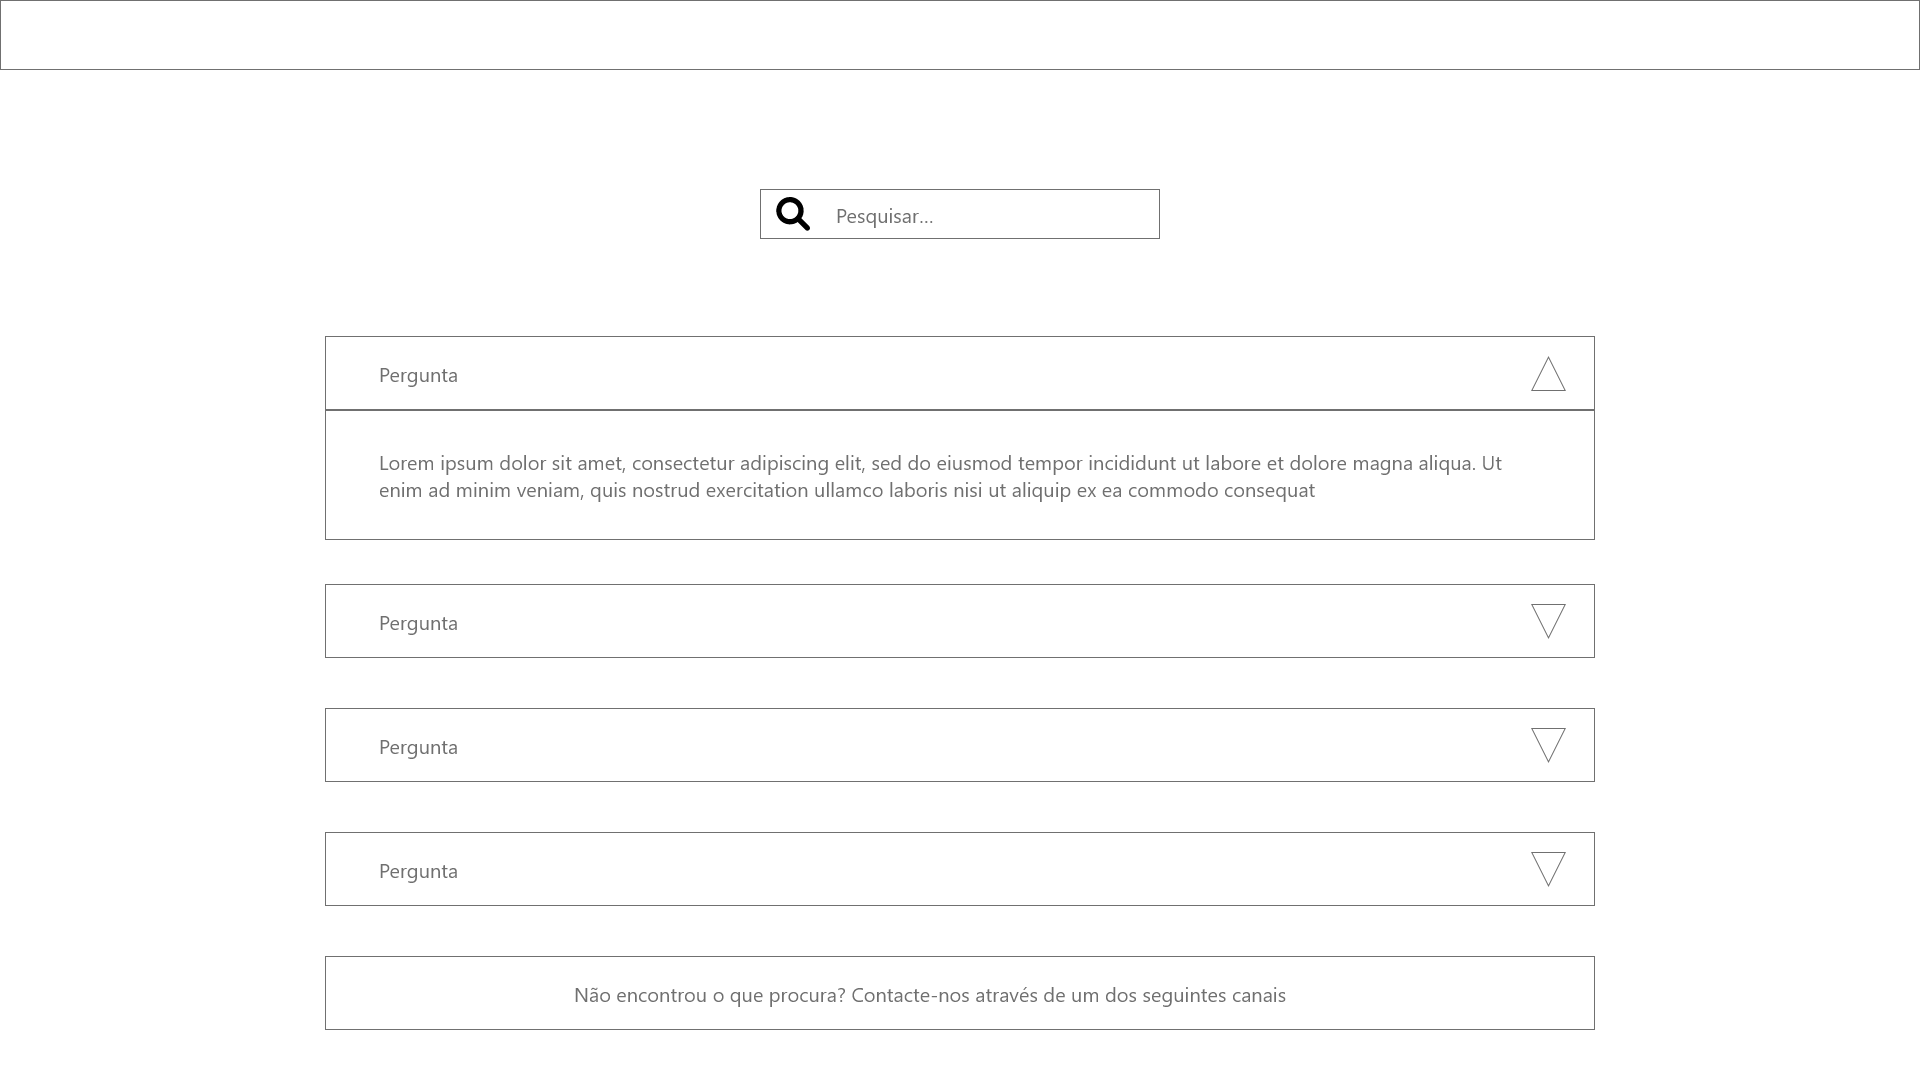 Pesquisar...
Pergunta
Lorem ipsum dolor sit amet, consectetur adipiscing elit, sed do eiusmod tempor incididunt ut labore et dolore magna aliqua. Ut
enim ad minim veniam, quis nostrud exercitation ullamco laboris nisi ut aliquip ex ea commodo consequat
Pergunta
Pergunta
Pergunta
Não encontrou o que procura? Contacte-nos através de um dos seguintes canais